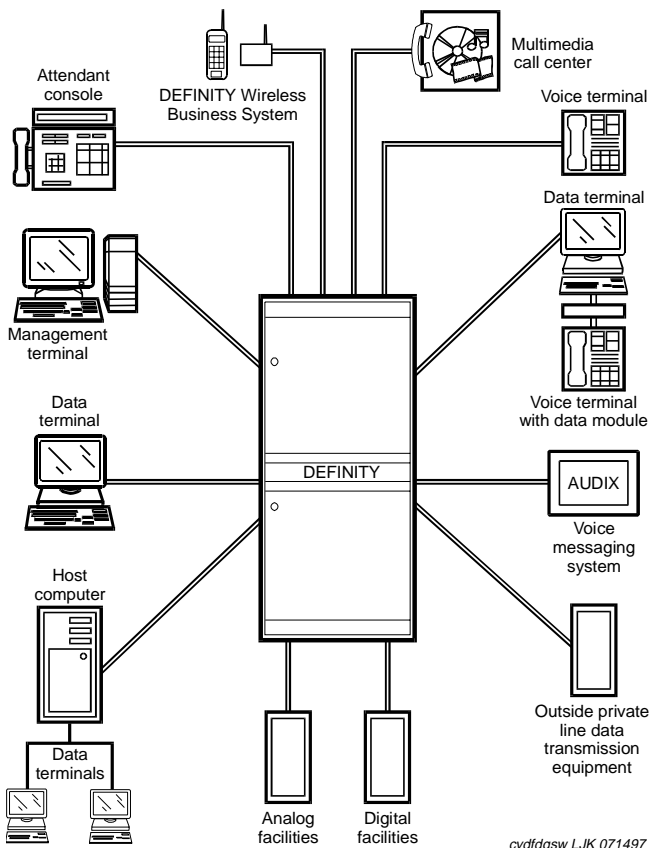 Multimedia
call center
Attendant
console
DEFINITY Wireless
Business System
Voice terminal
Data terminal
Management
terminal
Voice terminal
with data module
Data
terminal
DEFINITY
AUDIX
Voice
messaging
system
Host
computer
Outside private
line data
transmission
equipment
Data
terminals
Analog
facilities
Digital
facilities
cydfdgsw LJK 071497